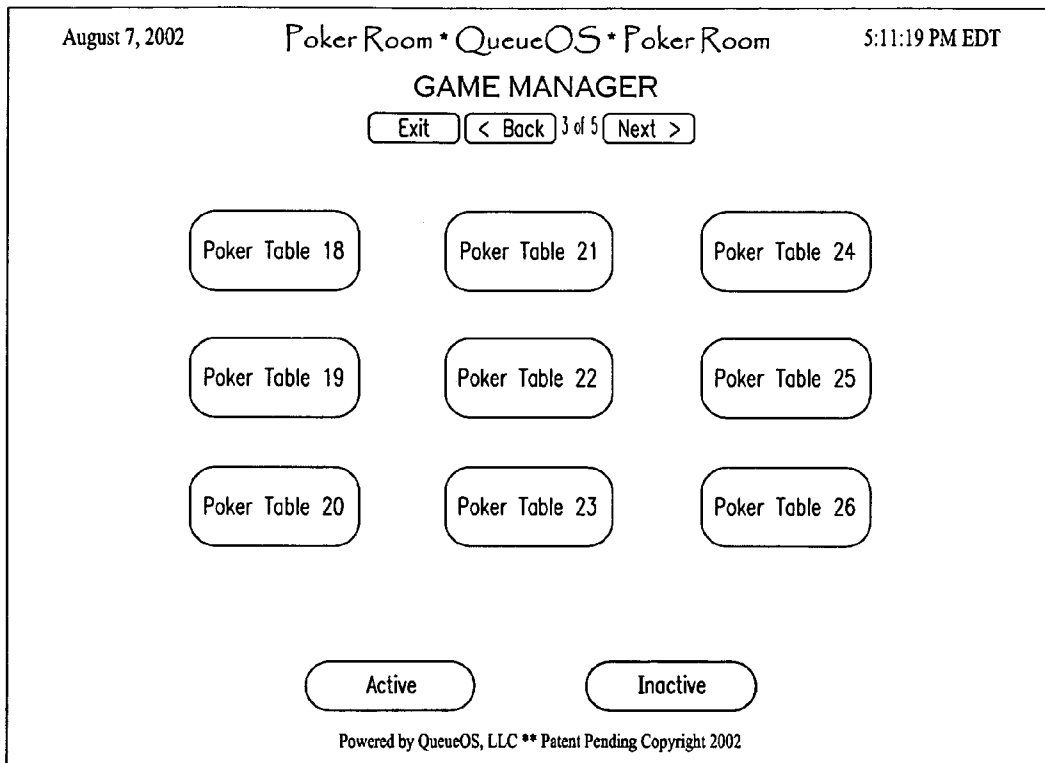 August 7, 2002 Poker Room * QueueOS * Poker Room 5:11:19 PM EDT
GAME MANAGER
Exit < Back 3 of 5 Next >
Poker Table 18 Poker Table 21 Poker Table 24
Poker Table 19 Poker Table 22 Poker Table 25
Poker Table 20 Poker Table 23 Poker Table 26
Active Inactive
Powered by QueueOS, LLC ** Patent Pending Copyright 2002